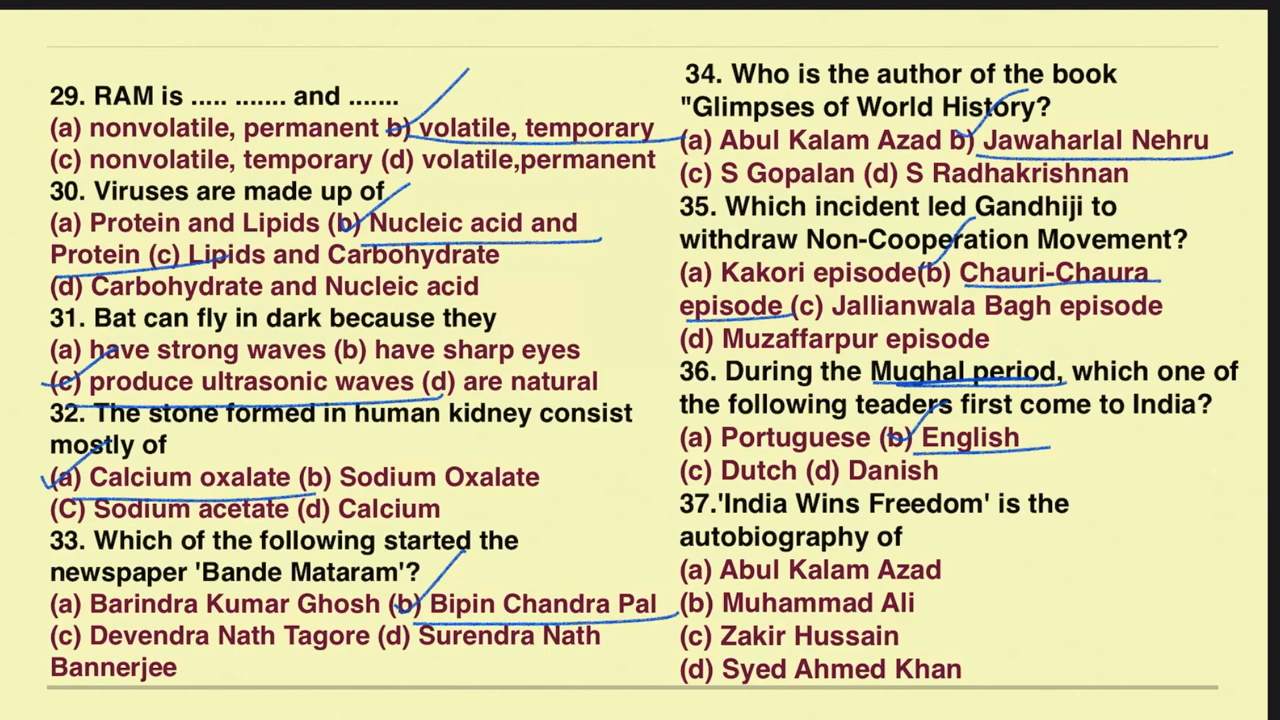 29. RAM is ..... ....... and .......
(a) nonvolatile, permanent b) volatile, temporary
(c) nonvolatile, temporary (d) volatile,permanent
30. Viruses are made up of
(a) Protein and Lipids (b) Nucleic acid and
Protein (c) Lipids and Carbohydrate
(d) Carbohydrate and Nucleic acid
31. Bat can fly in dark because they
(a) have strong waves (b) have sharp eyes
(c) produce ultrasonic waves (d) are natural
32. The stone formed in human kidney consist
mostly of
(a) Calcium oxalate (b) Sodium Oxalate
(C) Sodium acetate (d) Calcium
33. Which of the following started the
newspaper 'Bande Mataram'?
(a) Barindra Kumar Ghosh (b) Bipin Chandra Pal
(c) Devendra Nath Tagore (d) Surendra Nath
Bannerjee
34. Who is the author of the book
"Glimpses of World History?
(a) Abul Kalam Azad b) Jawaharlal Nehru
(c) S Gopalan (d) S Radhakrishnan
35. Which incident led Gandhiji to
withdraw Non-Cooperation Movement?
(a) Kakori episode(b) Chauri-Chaura
episode (c) Jallianwala Bagh episode
(d) Muzaffarpur episode
36. During the Mughal period, which one of
the following teaders first come to India?
(a) Portuguese (b) English
(c) Dutch (d) Danish
37.'India Wins Freedom' is the
autobiography of
(a) Abul Kalam Azad
(b) Muhammad Ali
(c) Zakir Hussain
(d) Syed Ahmed Khan